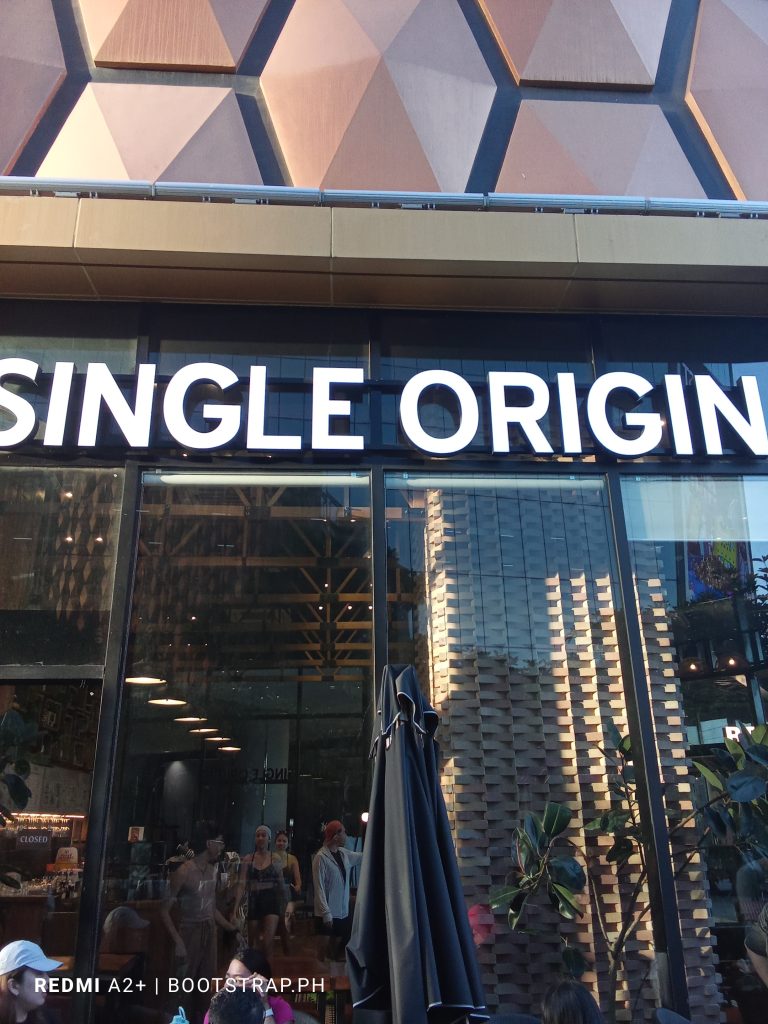 SINGLE ORIGIN
CLOSED
REDMI A2+ | BOOTSTRAP.PH